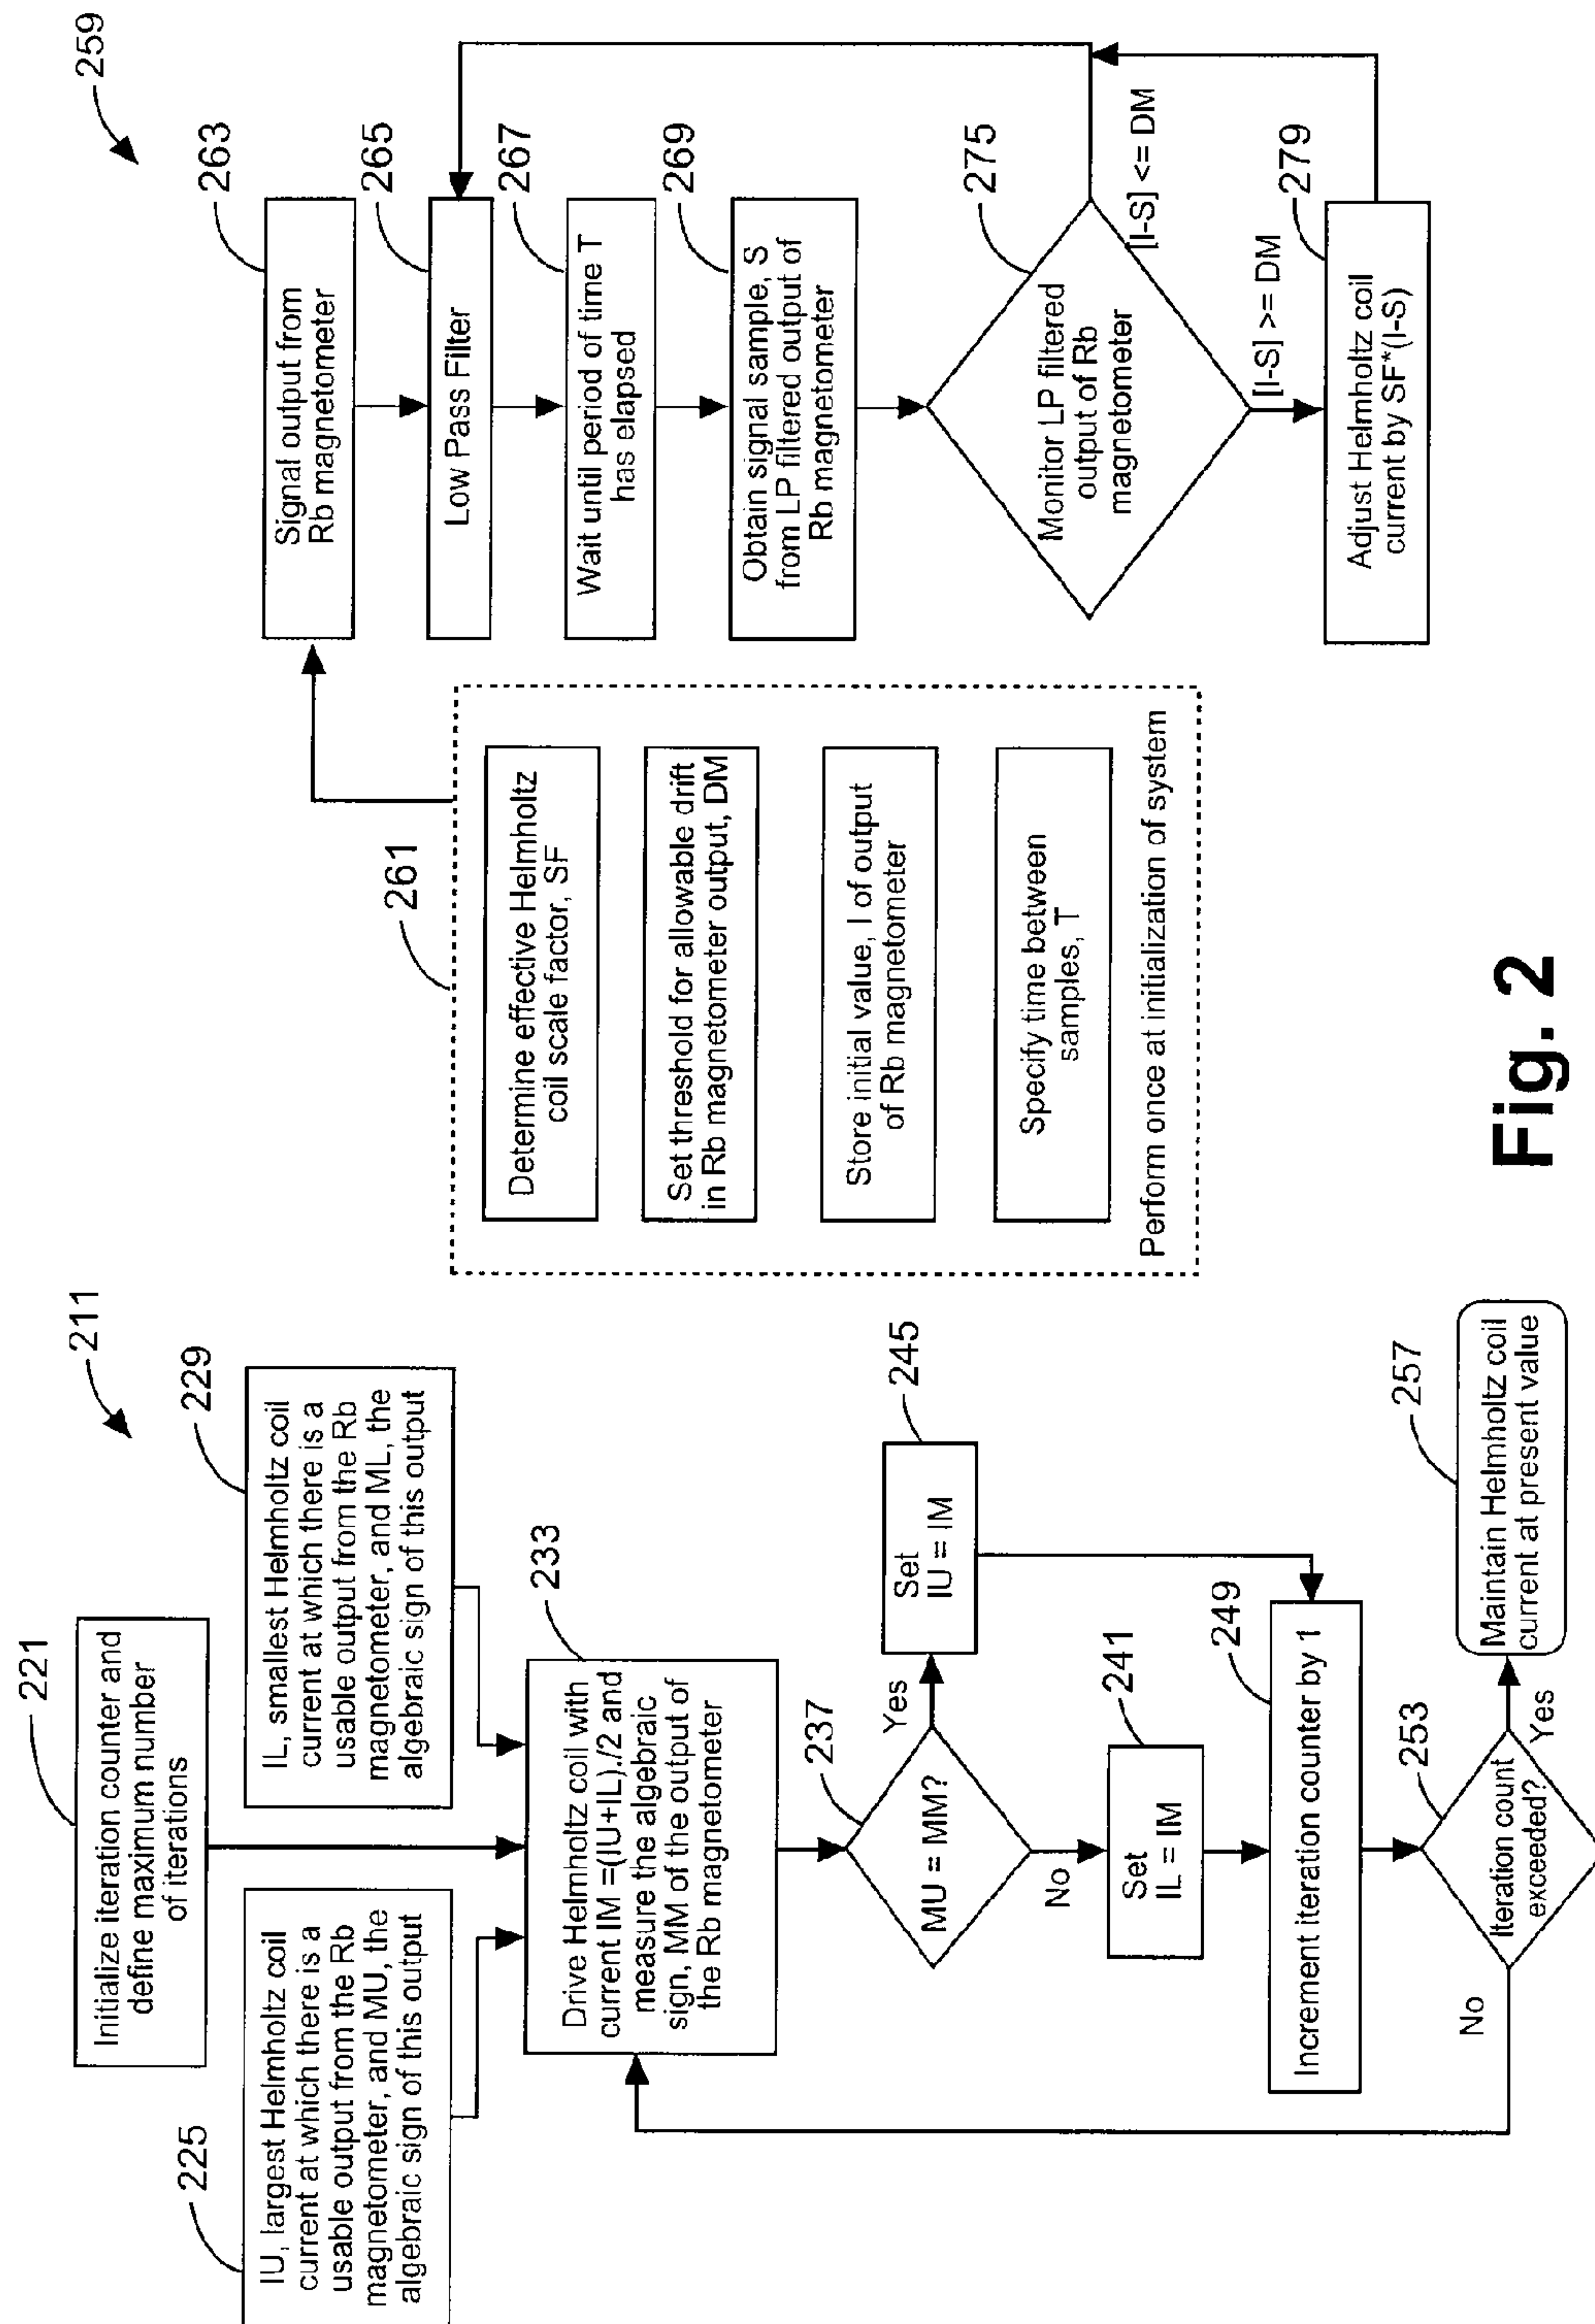 211
221
Initialize iteration counter and
define maximum number
of iterations
225
IU, largest Helmholtz coil
current at which there is a
usable output from the Rb
magnetometer, and MU, the
algebraic sign of this output
229
IL, smallest Helmholtz coil
current at which there is a
usable output from the Rb
magnetometer, and ML, the
algebraic sign of this output
233
Drive Helmholtz coil with
current IM =(IU+IL)./2 and
measure the algebraic
sign, MM of the output of
the Rb magnetometer
237
MU = MM?
Yes
No
245
Set
IU = IM
241
Set
IL = IM
249
Increment iteration counter by 1
253
Iteration count
exceeded?
Yes
No
257
Maintain Helmholtz coil
current at present value
259
261
Determine effective Helmholtz
coil scale factor, SF
Set threshold for allowable drift
in Rb magnetometer output, DM
Store initial value, I of output
of Rb magnetometer
Specify time between
samples, T
Perform once at initialization of system
263
Signal output from
Rb magnetometer
265
Low Pass Filter
267
Wait until period of time T
has elapsed
269
Obtain signal sample, S
from LP filtered output of
Rb magnetometer
275
Monitor LP filtered
output of Rb
magnetometer
[I-S] <= DM
[I-S] >= DM
279
Adjust Helmholtz coil
current by SF*(I-S)
Fig. 2